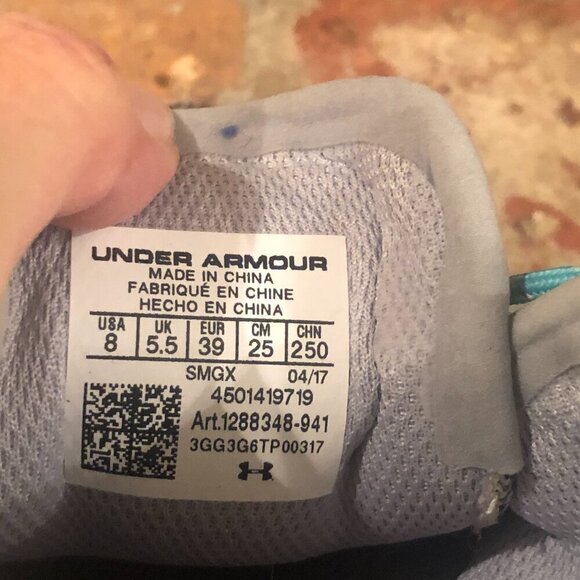 UNDER ARMOUR
MADE IN CHINA
FABRIQUÉ EN CHINE
HECHO EN CHINA
USA UK EUR CM CHN
8 5.5 39 25 250
SMGX 04/17
4501419719
Art.1288348-941
3GG3G6TP00317